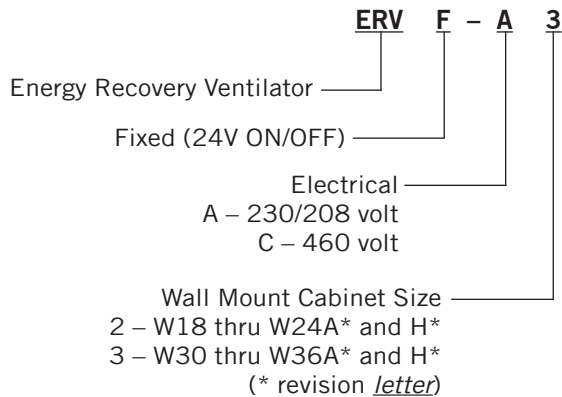 ERV F – A 3
Energy Recovery Ventilator
Fixed (24V ON/OFF)
Electrical
A – 230/208 volt
C – 460 volt
Wall Mount Cabinet Size
2 – W18 thru W24A* and H*
3 – W30 thru W36A* and H*
(* revision letter)